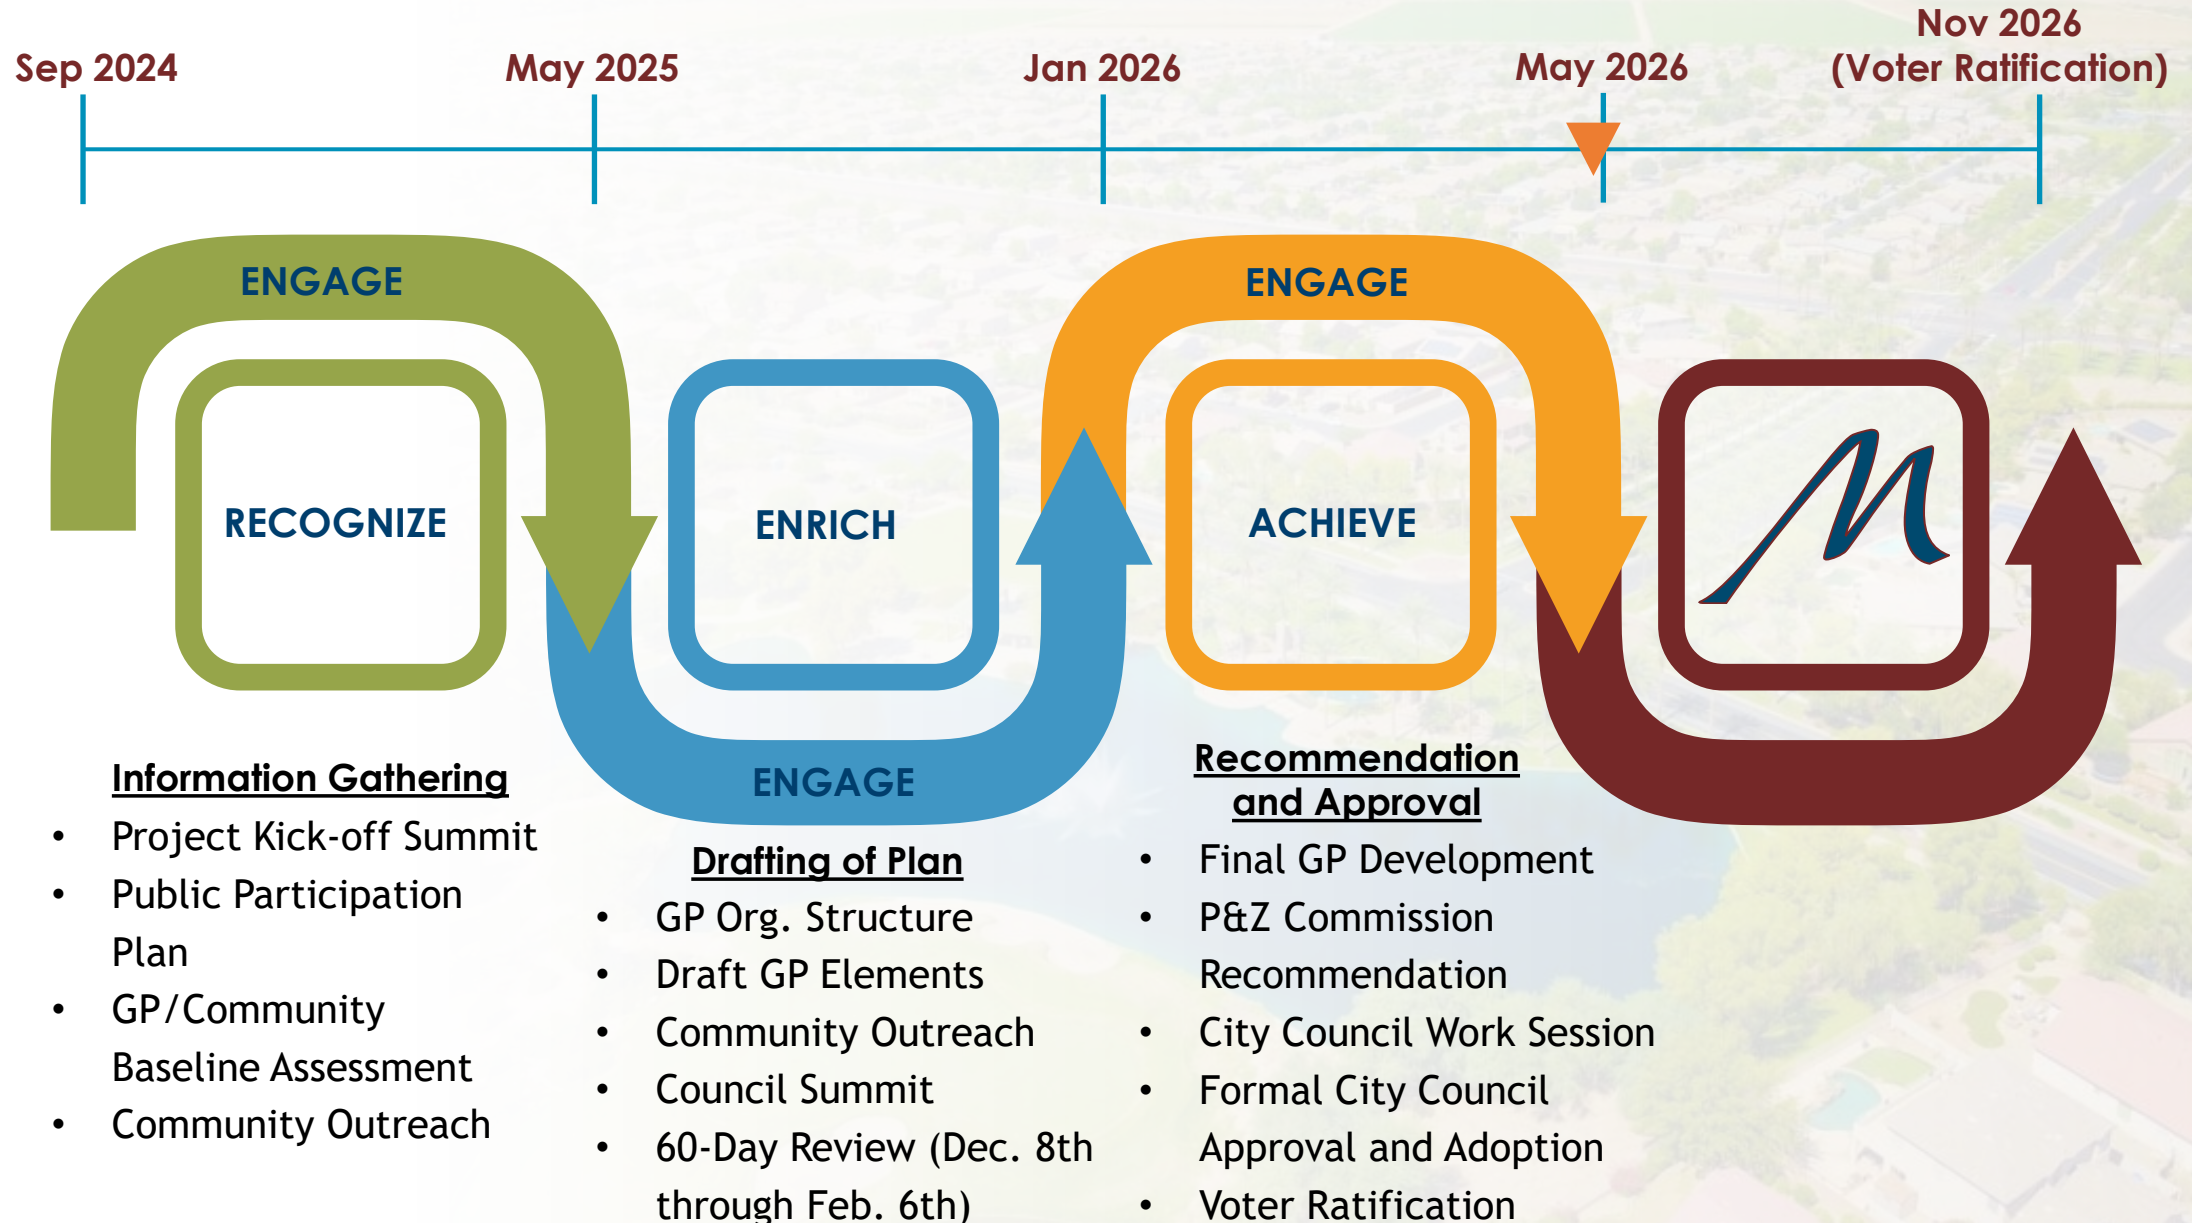 Sep 2024
May 2025
Jan 2026
May 2026
Nov 2026
(Voter Ratification)
ENGAGE
ENGAGE
RECOGNIZE
ENRICH
ACHIEVE
M
ENGAGE
Information Gathering
• Project Kick-off Summit
• Public Participation
Plan
• GP/Community
Baseline Assessment
• Community Outreach
Drafting of Plan
• GP Org. Structure
• Draft GP Elements
• Community Outreach
• Council Summit
• 60-Day Review (Dec. 8th
through Feb. 6th)
Recommendation
and Approval
• Final GP Development
• P&Z Commission
Recommendation
• City Council Work Session
• Formal City Council
Approval and Adoption
• Voter Ratification